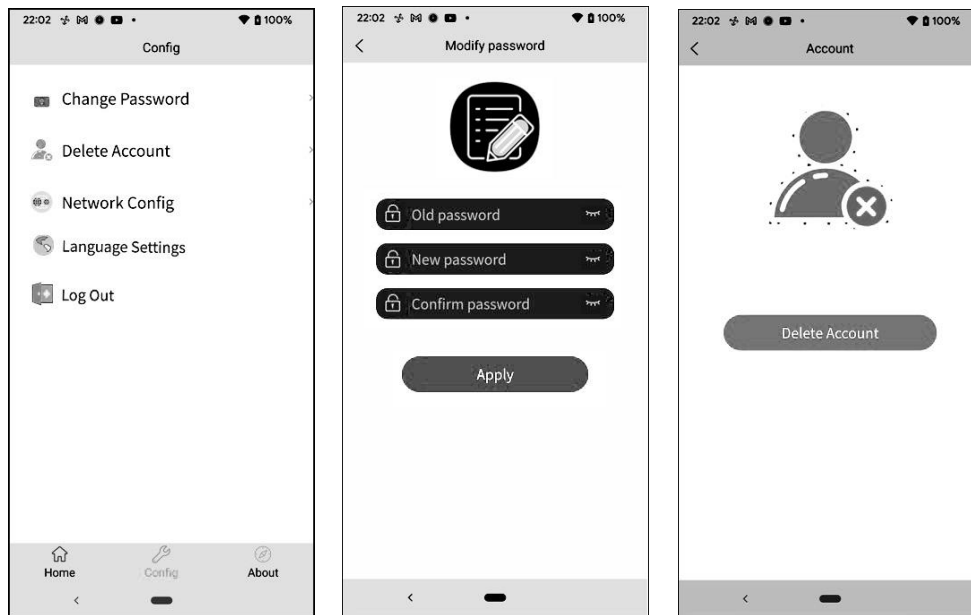 22:02 100%
Config
Change Password
Delete Account
Network Config
Language Settings
Log Out
Home Config About
22:02 100%
Modify password
Old password
New password
Confirm password
Apply
22:02 100%
Account
Delete Account